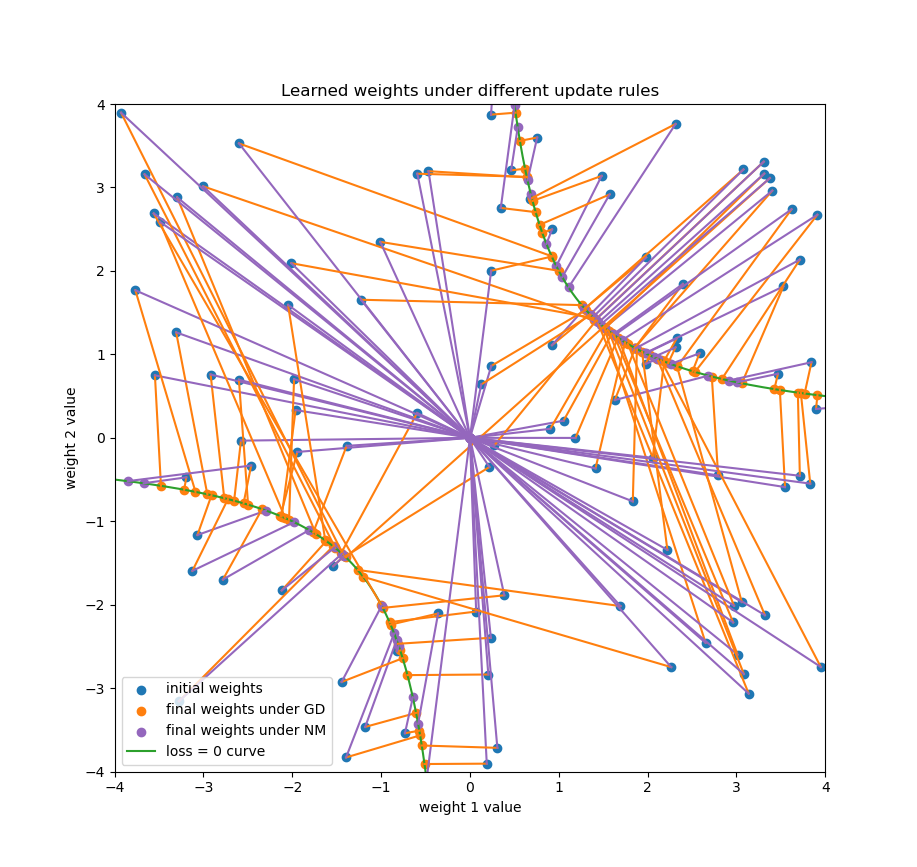 Learned weights under different update rules
4
3
2
1
0
−1
−2
−3
−4
weight 2 value
initial weights
final weights under GD
final weights under NM
loss = 0 curve
−4 −3 −2 −1 0 1 2 3 4
weight 1 value